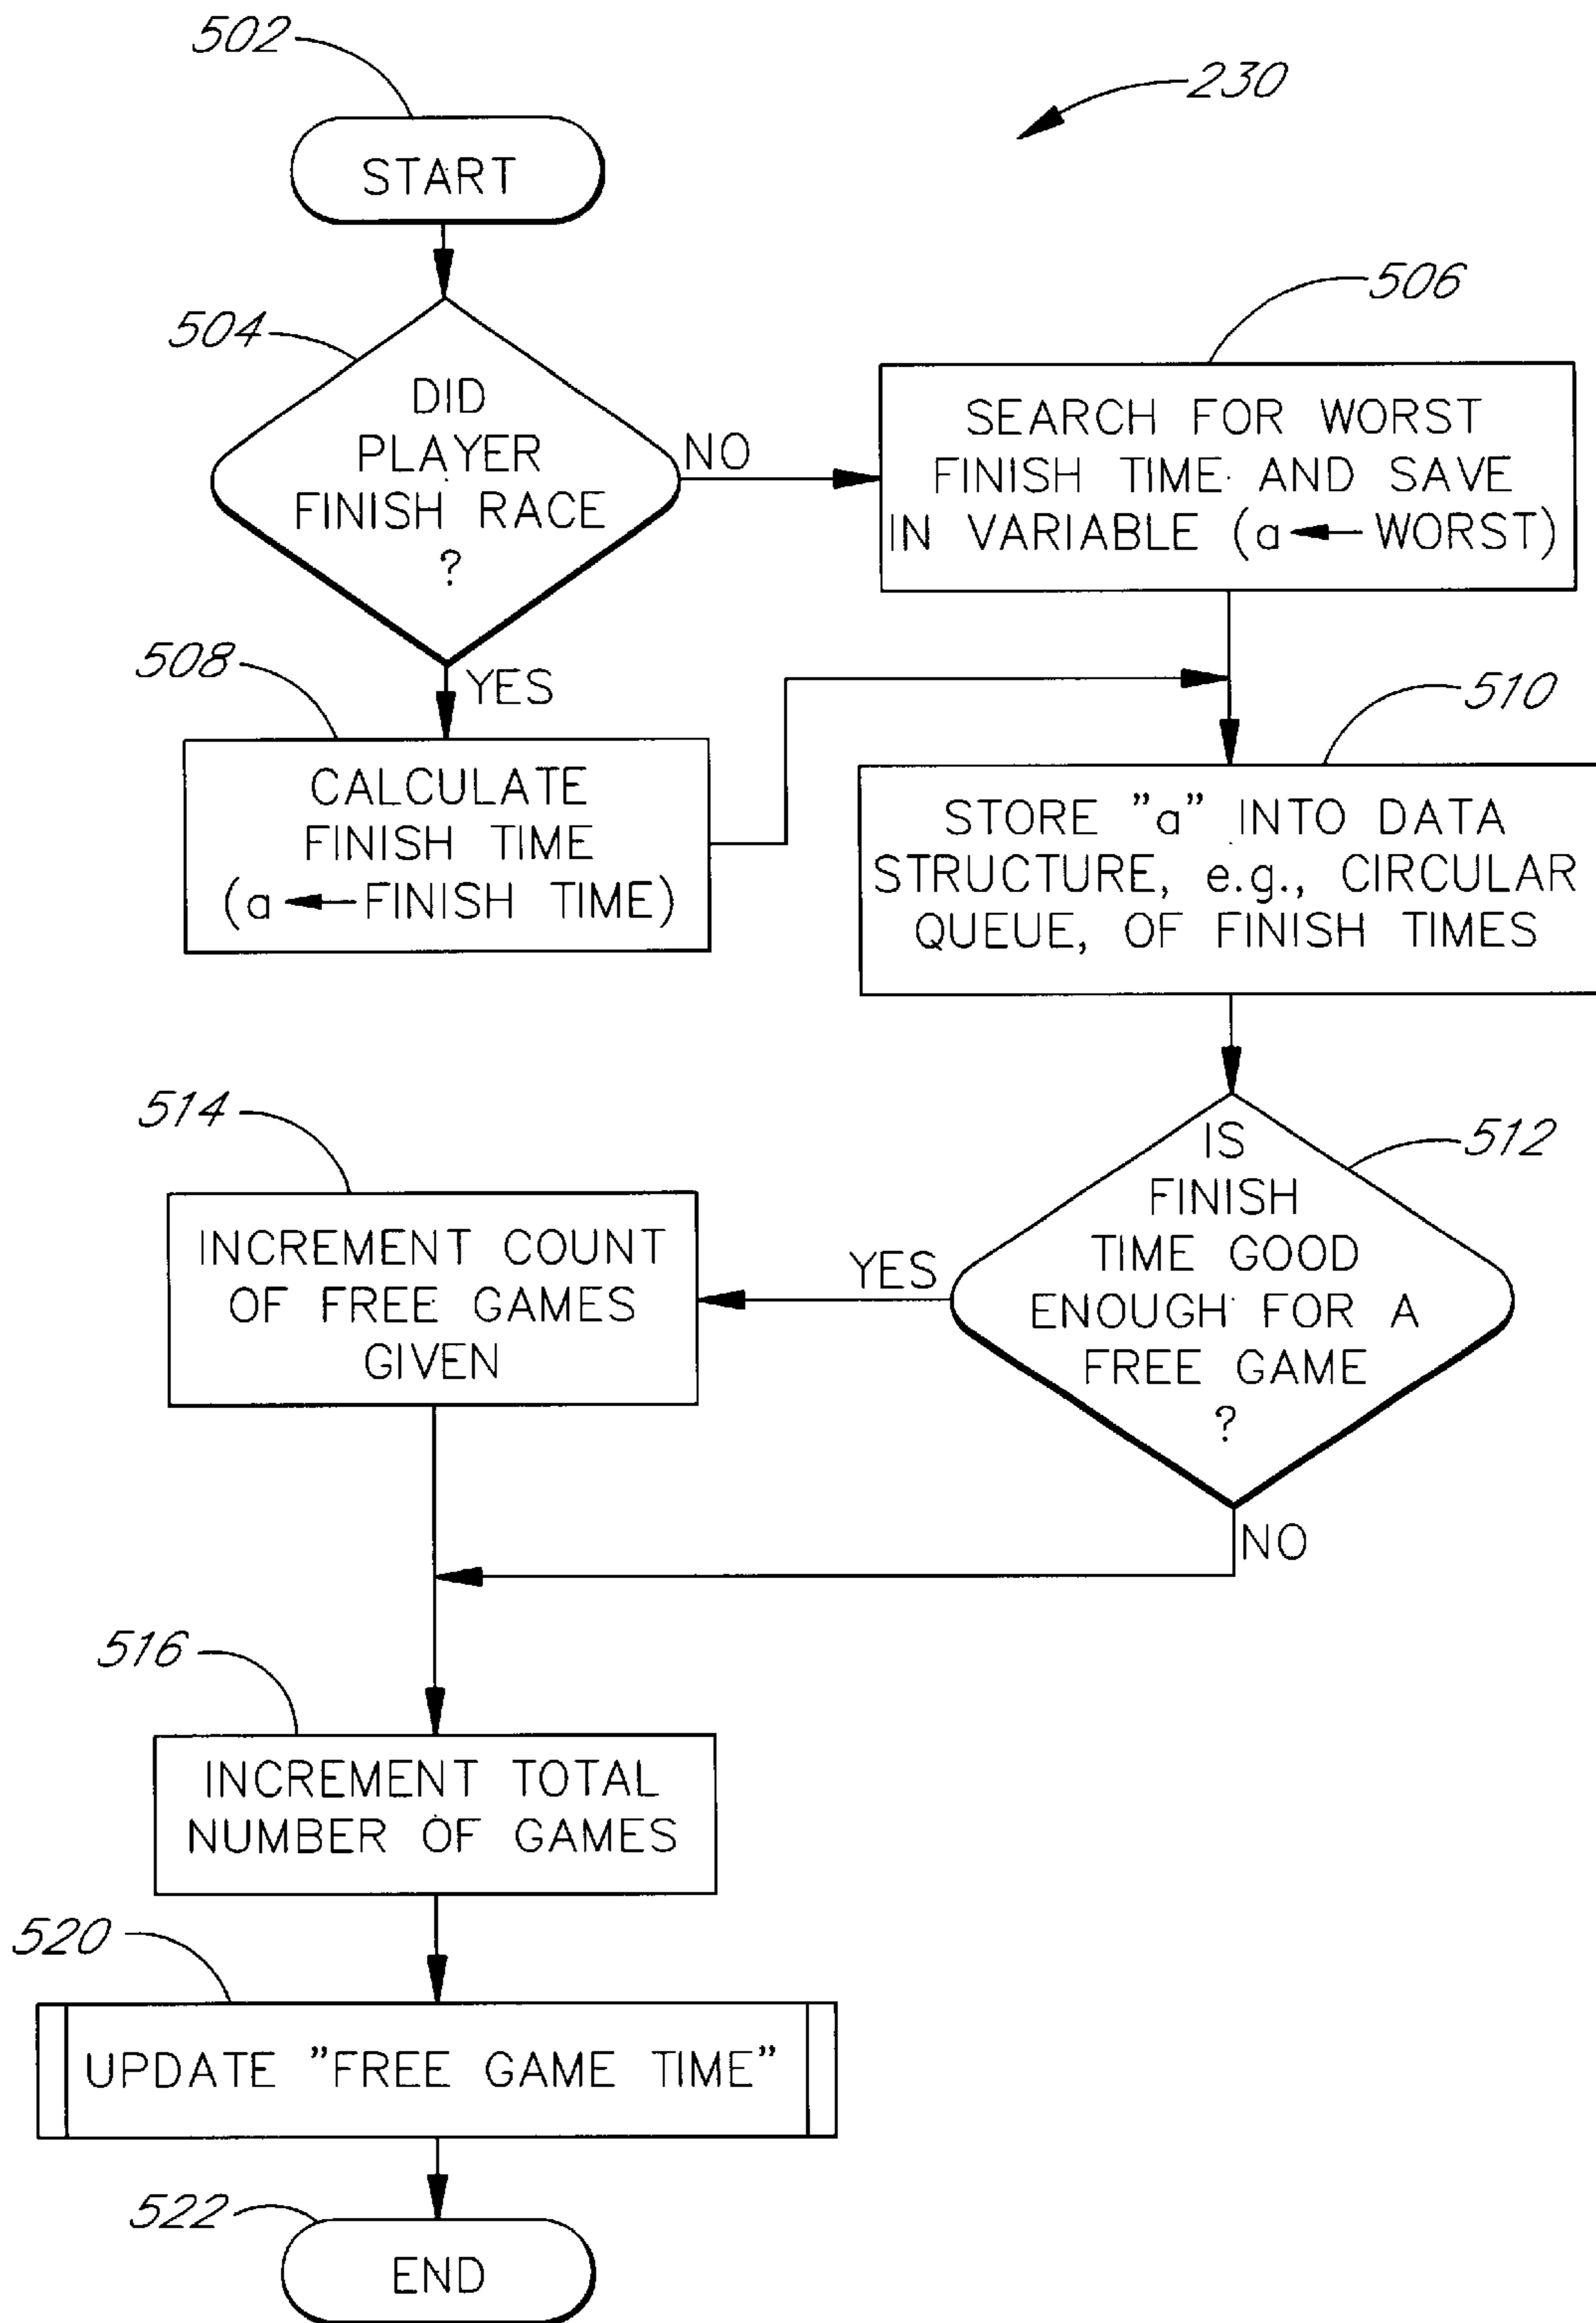 502
230
START
504
506
DID
PLAYER
FINISH RACE
?
NO
SEARCH FOR WORST
FINISH TIME AND SAVE
IN VARIABLE (a ← WORST)
508
YES
510
CALCULATE
FINISH TIME
(a ← FINISH TIME)
STORE "a" INTO DATA
STRUCTURE, e.g., CIRCULAR
QUEUE, OF FINISH TIMES
514
512
IS
FINISH
TIME GOOD
ENOUGH FOR A
FREE GAME
?
YES
INCREMENT COUNT
OF FREE GAMES
GIVEN
NO
516
INCREMENT TOTAL
NUMBER OF GAMES
520
UPDATE "FREE GAME TIME"
522
END